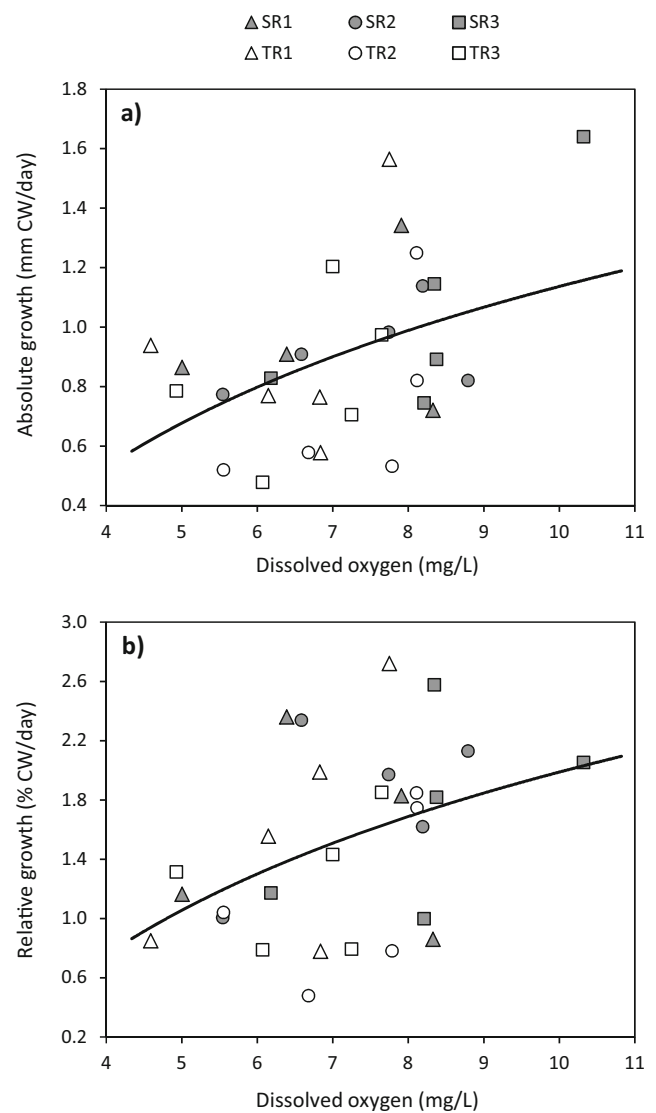 SR1 SR2 SR3
TR1 TR2 TR3
a)
Absolute growth (mm CW/day)
1.8
1.6
1.4
1.2
1.0
0.8
0.6
0.4
4 5 6 7 8 9 10 11
Dissolved oxygen (mg/L)
b)
Relative growth (% CW/day)
3.0
2.6
2.2
1.8
1.4
1.0
0.6
0.2
4 5 6 7 8 9 10 11
Dissolved oxygen (mg/L)